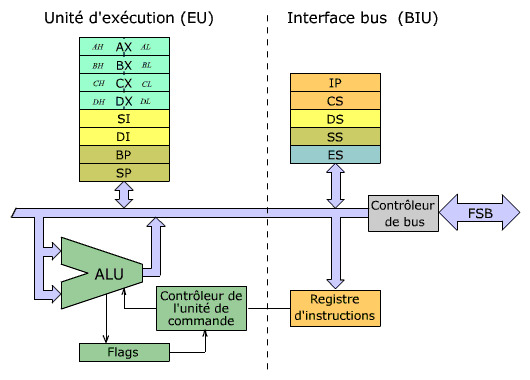 Unité d'exécution (EU)
Interface bus (BIU)
AH AX AL
BH BX BL
CH CX CL
DH DX DL
SI
DI
BP
SP
IP
CS
DS
SS
ES
Contrôleur
de bus
FSB
ALU
Contrôleur de
l'unité de
commande
Registre
d'instructions
Flags